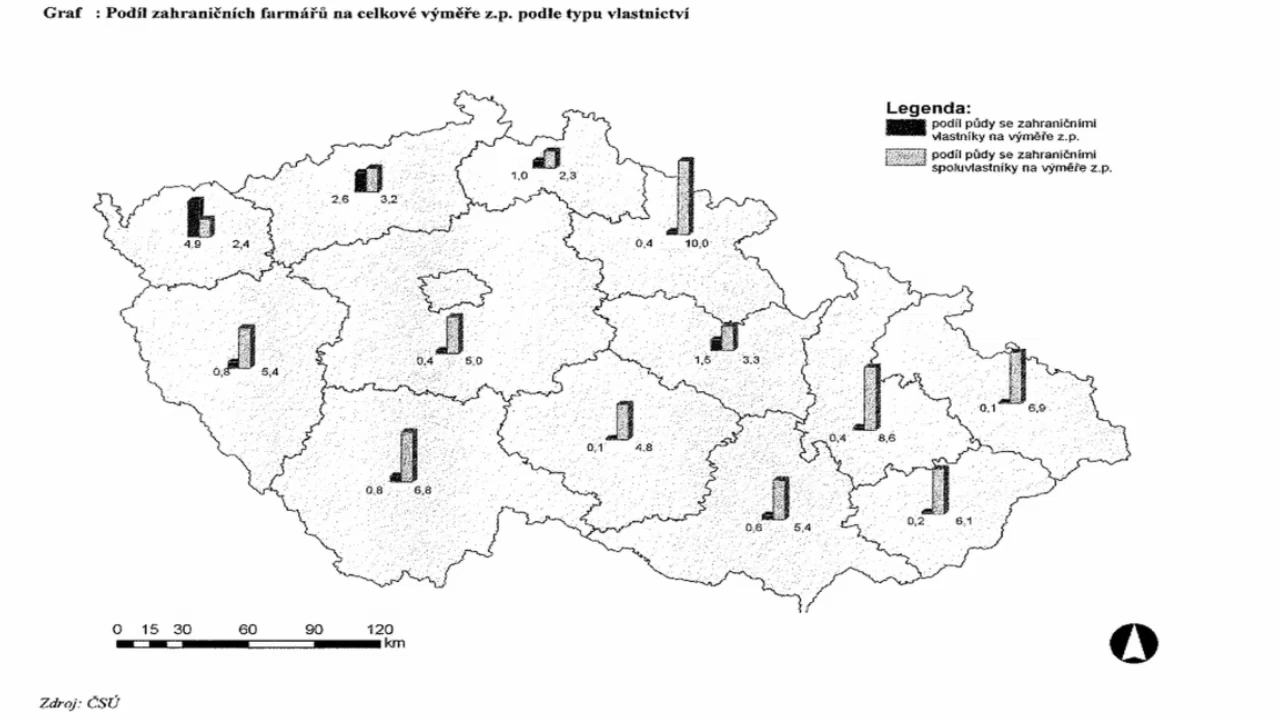 Graf : Podíl zahraničních farmářů na celkové výměře z.p. podle typu vlastnictví
Legenda:
podíl půdy se zahraničními
vlastníky na výměře z.p.
podíl půdy se zahraničními
spoluvlastníky na výměře z.p.
1,0 2,3
2,6 3,2
4,9 2,4
0,4 10,0
0,4 5,0
1,5 3,3
0,8 5,4
0,1 6,9
0,4 8,6
0,1 4,8
0,8 6,8
0,6 5,4
0,2 6,1
0 15 30 60 90 120
km
Zdroj: ČSÚ